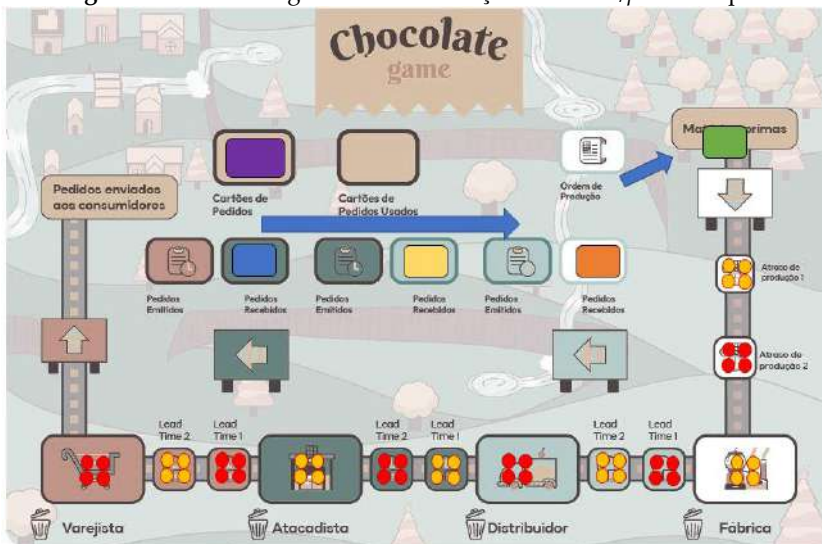 Chocolate
game
Pedidos enviados
aos consumidores
Cartões de
Pedidos
Cartões de
Pedidos Usados
Ordem de
Produção
Pedidos
Emitidos
Pedidos
Recebidos
Pedidos
Emitidos
Pedidos
Recebidos
Pedidos
Emitidos
Pedidos
Recebidos
Atraso de
produção 1
Atraso de
produção 2
Lead
Time 2
Lead
Time 1
Lead
Time 2
Lead
Time 1
Lead
Time 2
Lead
Time 1
Varejista
Atacadista
Distribuidor
Fábrica